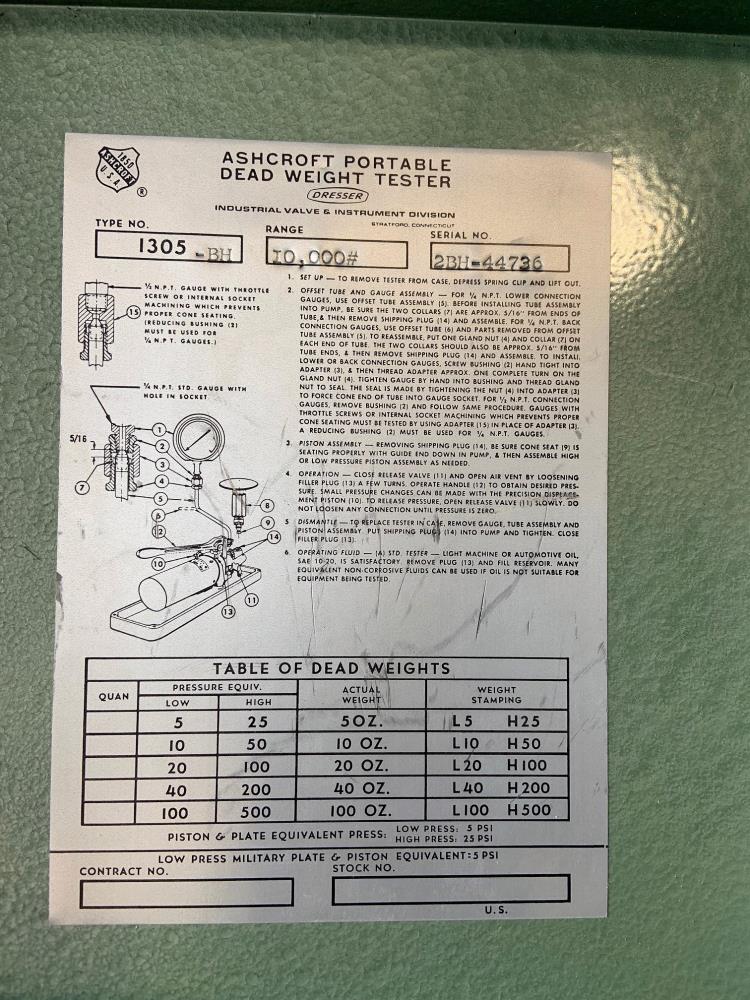 1850
ASHCROFT
U.S.A.
®
ASHCROFT PORTABLE
DEAD WEIGHT TESTER
DRESSER
INDUSTRIAL VALVE & INSTRUMENT DIVISION
STRATFORD, CONNECTICUT
TYPE NO. RANGE SERIAL NO.
1305 -BH 10,000# 2BH-44736
½ N.P.T. GAUGE WITH THROTTLE
SCREW OR INTERNAL SOCKET
MACHINING WHICH PREVENTS
PROPER CONE SEATING.
(REDUCING BUSHING (2)
MUST BE USED FOR
¼ N.P.T. GAUGES.)
15
¼ N.P.T. STD. GAUGE WITH
HOLE IN SOCKET
5/16
1
2
3
4
5
6
7
8
9
14
12
10
11
13
1. SET UP — TO REMOVE TESTER FROM CASE, DEPRESS SPRING CLIP AND LIFT OUT.
2. OFFSET TUBE AND GAUGE ASSEMBLY — FOR ¼ N.P.T. LOWER CONNECTION
GAUGES, USE OFFSET TUBE ASSEMBLY (5). BEFORE INSTALLING TUBE ASSEMBLY
INTO PUMP, BE SURE THE TWO COLLARS (7) ARE APPROX. 5/16" FROM ENDS OF
TUBE,& THEN REMOVE SHIPPING PLUG (14) AND ASSEMBLE. FOR ¼ N.P.T. BACK
CONNECTION GAUGES, USE OFFSET TUBE (6) AND PARTS REMOVED FROM OFFSET
TUBE ASSEMBLY (5). TO REASSEMBLE, PUT ONE GLAND NUT (4) AND COLLAR (7) ON
EACH END OF TUBE. THE TWO COLLARS SHOULD ALSO BE APPROX. 5/16" FROM
TUBE ENDS, & THEN REMOVE SHIPPING PLUG (14) AND ASSEMBLE. TO INSTALL
LOWER OR BACK CONNECTION GAUGES, SCREW BUSHING (2) HAND TIGHT INTO
ADAPTER (3), & THEN THREAD ADAPTER APPROX. ONE COMPLETE TURN ON THE
GLAND NUT (4). TIGHTEN GAUGE BY HAND INTO BUSHING AND THREAD GLAND
NUT TO SEAL. THE SEAL IS MADE BY TIGHTENING THE NUT (4) INTO ADAPTER (3)
TO FORCE CONE END OF TUBE INTO GAUGE SOCKET. FOR ½ N.P.T. CONNECTION
GAUGES, REMOVE BUSHING (2) AND FOLLOW SAME PROCEDURE. GAUGES WITH
THROTTLE SCREWS OR INTERNAL SOCKET MACHINING WHICH PREVENTS PROPER
CONE SEATING MUST BE TESTED BY USING ADAPTER (15) IN PLACE OF ADAPTER (3).
A REDUCING BUSHING (2) MUST BE USED FOR ¼ N.P.T. GAUGES.
3. PISTON ASSEMBLY — REMOVING SHIPPING PLUG (14), BE SURE CONE SEAT (9) IS
SEATING PROPERLY WITH GUIDE END DOWN IN PUMP, & THEN ASSEMBLE HIGH
OR LOW PRESSURE PISTON ASSEMBLY AS NEEDED.
4. OPERATION — CLOSE RELEASE VALVE (11) AND OPEN AIR VENT BY LOOSENING
FILLER PLUG (13) A FEW TURNS. OPERATE HANDLE (12) TO OBTAIN DESIRED PRES-
SURE. SMALL PRESSURE CHANGES CAN BE MADE WITH THE PRECISION DISPLACE-
MENT PISTON (10). TO RELEASE PRESSURE, OPEN RELEASE VALVE (11) SLOWLY. DO
NOT LOOSEN ANY CONNECTION UNTIL PRESSURE IS ZERO.
5 DISMANTLE — TO REPLACE TESTER IN CASE, REMOVE GAUGE, TUBE ASSEMBLY AND
PISTON ASSEMBLY. PUT SHIPPING PLUGS (14) INTO PUMP AND TIGHTEN. CLOSE
FILLER PLUG (13).
6. OPERATING FLUID — (A) STD. TESTER — LIGHT MACHINE OR AUTOMOTIVE OIL,
SAE 10-20, IS SATISFACTORY. REMOVE PLUG (13) AND FILL RESERVOIR. MANY
EQUIVALENT NON-CORROSIVE FLUIDS CAN BE USED IF OIL IS NOT SUITABLE FOR
EQUIPMENT BEING TESTED.
TABLE OF DEAD WEIGHTS
QUAN PRESSURE EQUIV. ACTUAL WEIGHT WEIGHT STAMPING
LOW HIGH
5 25 5OZ. L5 H25
10 50 10 OZ. L10 H50
20 100 20 OZ. L20 H100
40 200 40 OZ. L40 H200
100 500 100 OZ. L100 H500
PISTON & PLATE EQUIVALENT PRESS: LOW PRESS: 5 PSI
HIGH PRESS: 25 PSI
LOW PRESS MILITARY PLATE & PISTON EQUIVALENT:5 PSI
CONTRACT NO. STOCK NO.
U.S.